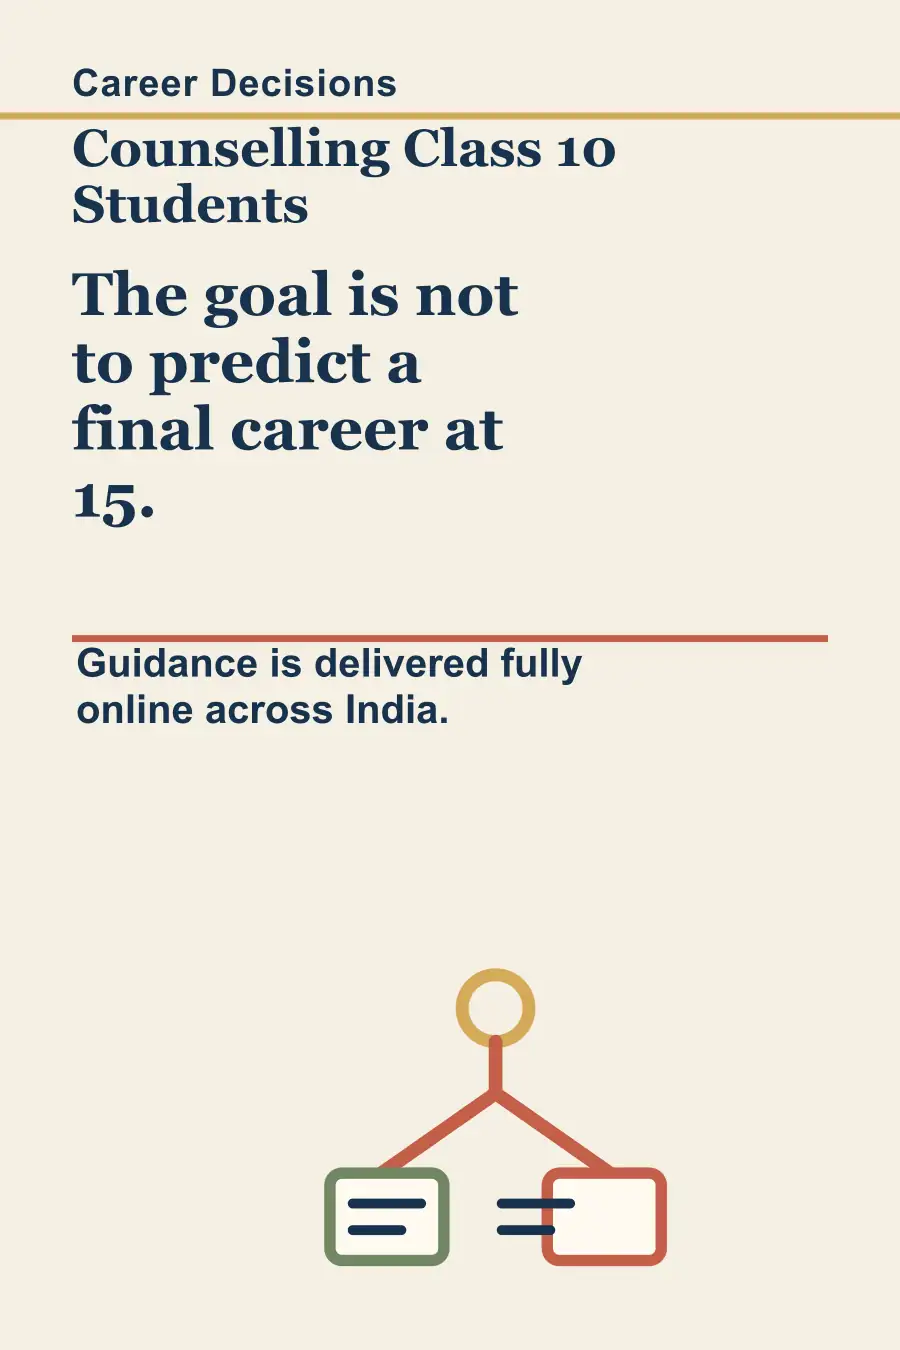 Career Decisions
Counselling Class 10
Students
The goal is not
to predict a
final career at
15.
Guidance is delivered fully
online across India.